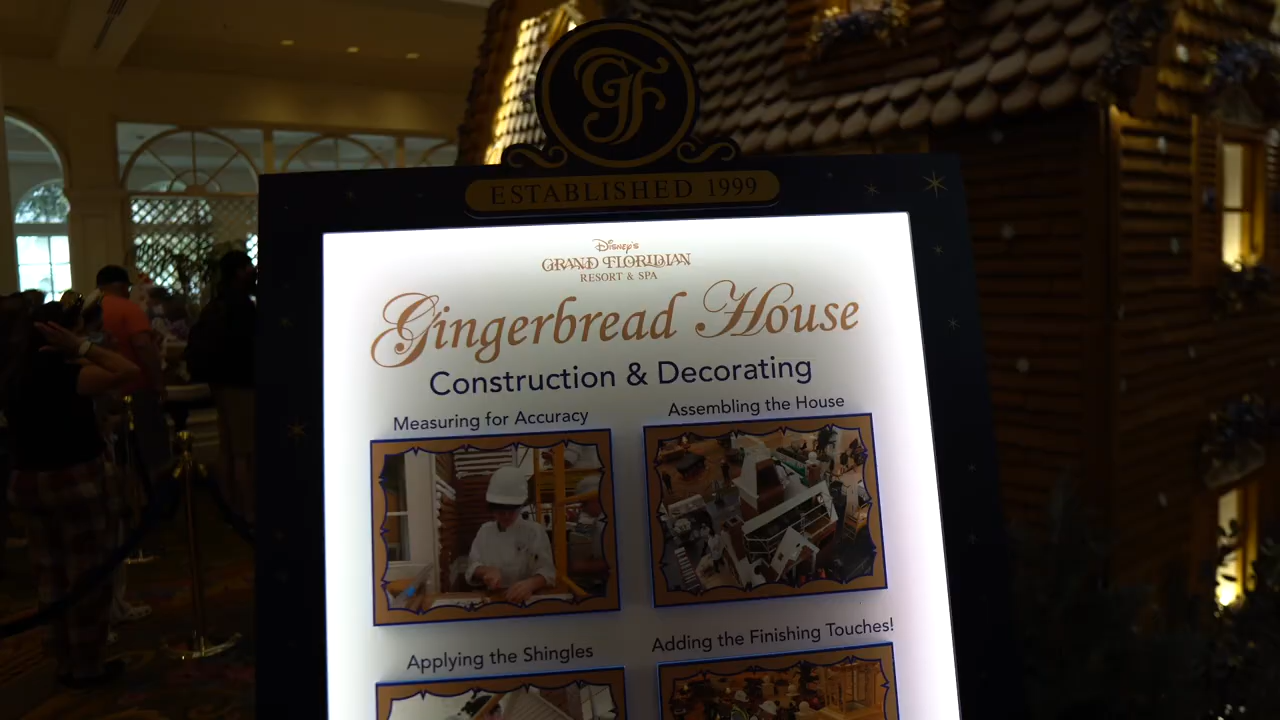 GF
ESTABLISHED 1999
Disney's
GRAND FLORIDIAN
RESORT & SPA
Gingerbread House
Construction & Decorating
Measuring for Accuracy
Assembling the House
Applying the Shingles
Adding the Finishing Touches!